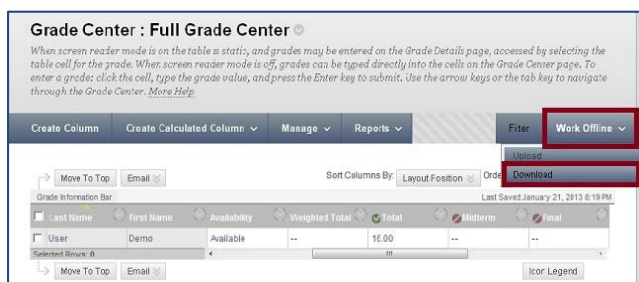 Grade Center : Full Grade Center
When screen reader mode is on the table is static, and grades may be entered on the Grade Details page, accessed by selecting the
table cell for the grade. When screen reader mode is off, grades can be typed directly into the cells on the Grade Center page. To
enter a grade: click the cell, type the grade value, and press the Enter key to submit. Use the arrow keys or the tab key to navigate
through the Grade Center. More Help
Create Column Create Calculated Column Manage Reports Filter Work Offline
Upload
Download
Move To Top Email Sort Columns By: Layout Position Orde
Grade Information Bar Last Saved:January 21, 2013 8:19 PM
Last Name First Name Availability Weighted Total Total Midterm Final
User Demo Available -- 16.00 -- --
Selected Rows: 0
Move To Top Email Icon Legend